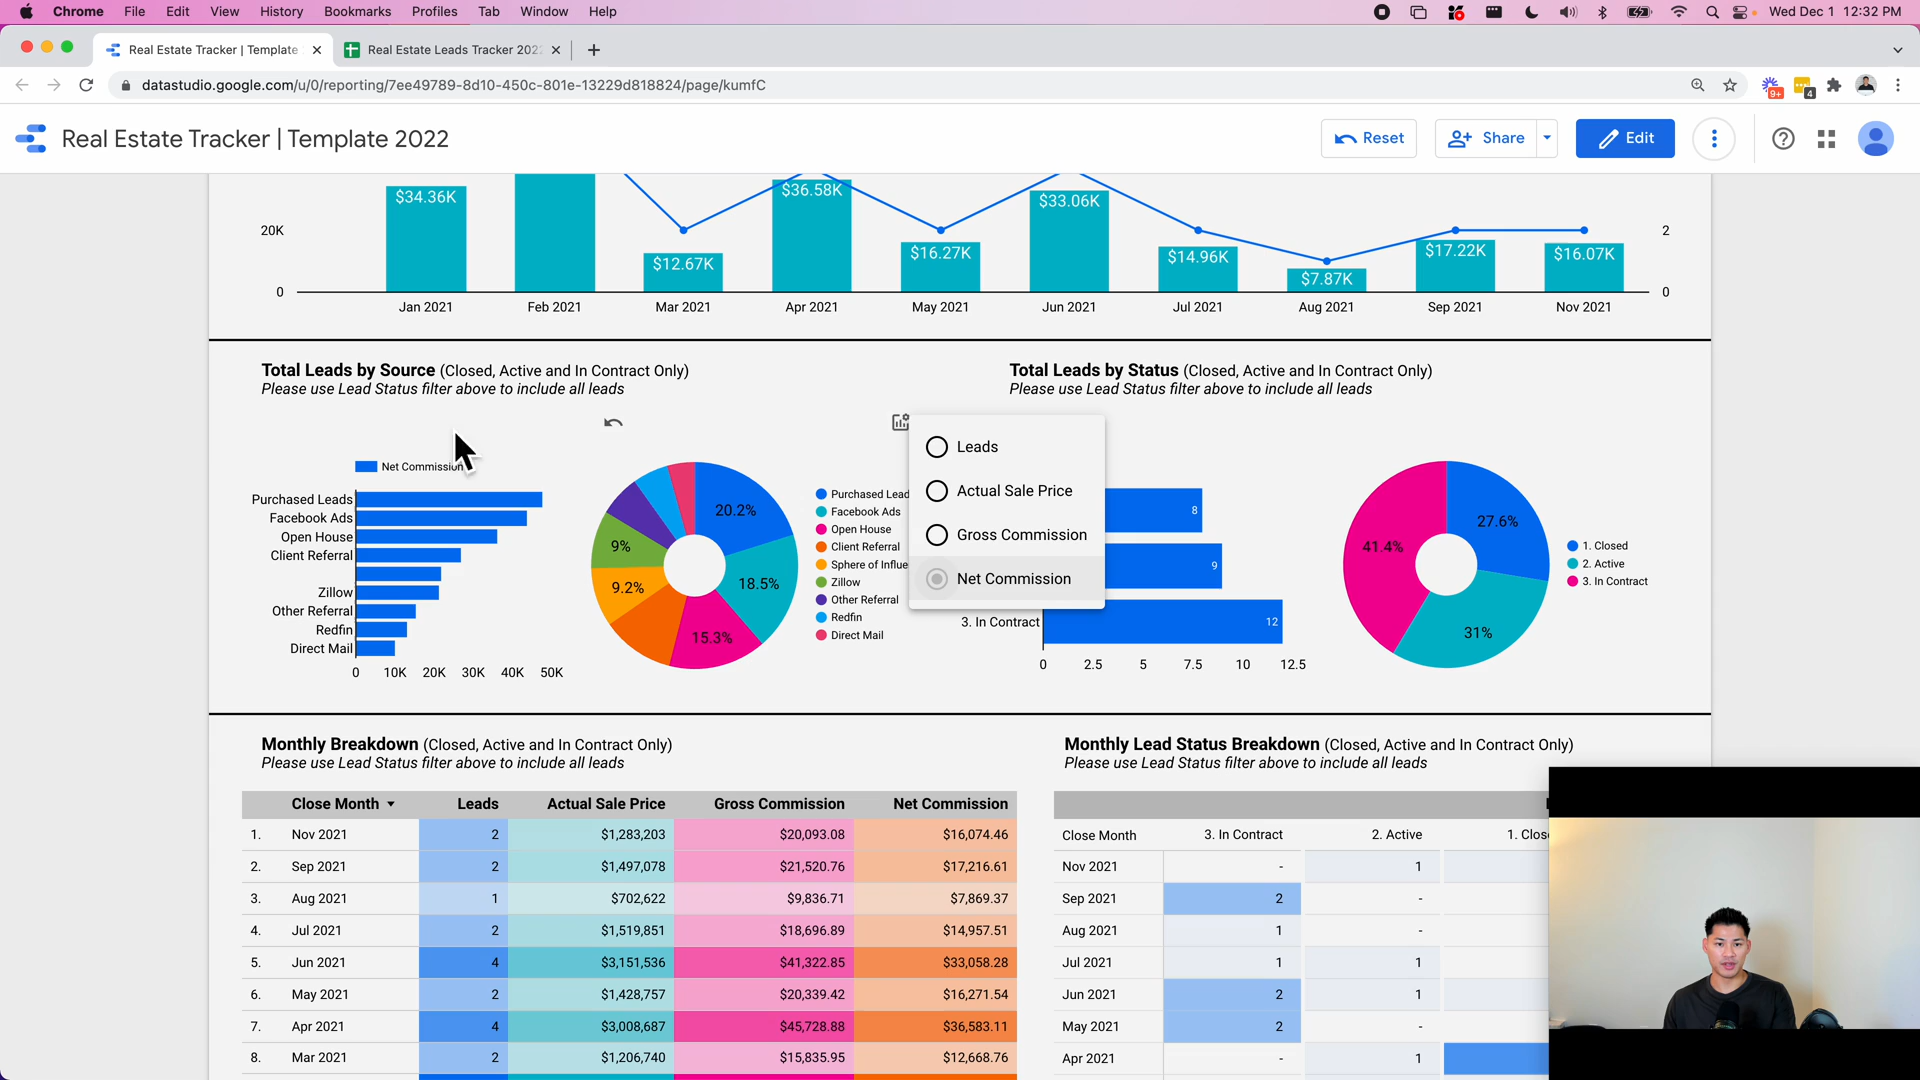 Chrome File Edit View History Bookmarks Profiles Tab Window Help Wed Dec 1 12:32 PM
Real Estate Tracker | Template
Real Estate Leads Tracker 202
datastudio.google.com/u/0/reporting/7ee49789-8d10-450c-801e-13229d818824/page/kumfC
9+
4
Real Estate Tracker | Template 2022
Reset
Share
Edit
$34.36K
$36.58K
$33.06K
20K
$12.67K
$16.27K
$14.96K
$7.87K
$17.22K
$16.07K
2
0
0
Jan 2021 Feb 2021 Mar 2021 Apr 2021 May 2021 Jun 2021 Jul 2021 Aug 2021 Sep 2021 Nov 2021
Total Leads by Source (Closed, Active and In Contract Only)
Please use Lead Status filter above to include all leads
Net Commission
Purchased Leads
Facebook Ads
Open House
Client Referral
Zillow
Other Referral
Redfin
Direct Mail
0 10K 20K 30K 40K 50K
20.2%
18.5%
15.3%
9.2%
9%
Purchased Lead
Facebook Ads
Open House
Client Referral
Sphere of Influe
Zillow
Other Referral
Redfin
Direct Mail
Leads
Actual Sale Price
Gross Commission
Net Commission
Total Leads by Status (Closed, Active and In Contract Only)
Please use Lead Status filter above to include all leads
8
9
3. In Contract 12
0 2.5 5 7.5 10 12.5
27.6%
41.4%
31%
1. Closed
2. Active
3. In Contract
Monthly Breakdown (Closed, Active and In Contract Only)
Please use Lead Status filter above to include all leads
Close Month Leads Actual Sale Price Gross Commission Net Commission
1. Nov 2021 2 $1,283,203 $20,093.08 $16,074.46
2. Sep 2021 2 $1,497,078 $21,520.76 $17,216.61
3. Aug 2021 1 $702,622 $9,836.71 $7,869.37
4. Jul 2021 2 $1,519,851 $18,696.89 $14,957.51
5. Jun 2021 4 $3,151,536 $41,322.85 $33,058.28
6. May 2021 2 $1,428,757 $20,339.42 $16,271.54
7. Apr 2021 4 $3,008,687 $45,728.88 $36,583.11
8. Mar 2021 2 $1,206,740 $15,835.95 $12,668.76
Monthly Lead Status Breakdown (Closed, Active and In Contract Only)
Please use Lead Status filter above to include all leads
Close Month 3. In Contract 2. Active 1. Clos
Nov 2021 - 1
Sep 2021 2 -
Aug 2021 1 -
Jul 2021 1 1
Jun 2021 2 1
May 2021 2 -
Apr 2021 - 1